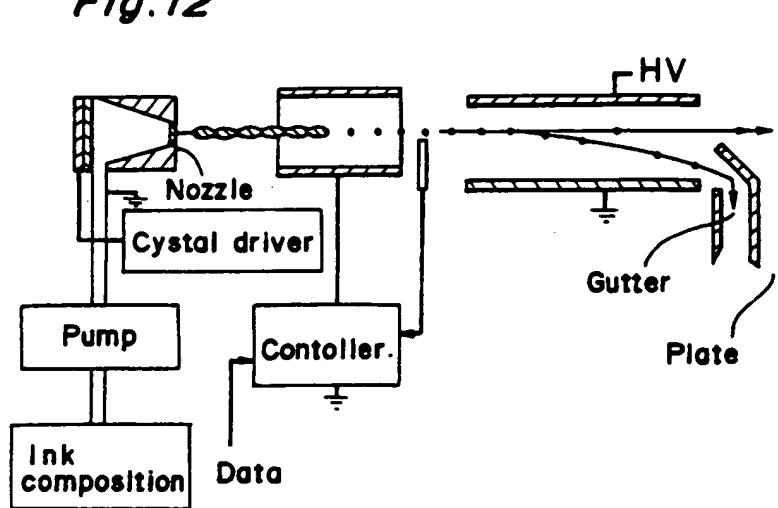 Fig.12
HV
Nozzle
Cystal driver
Gutter
Pump
Contoller.
Plate
Ink
composition
Data